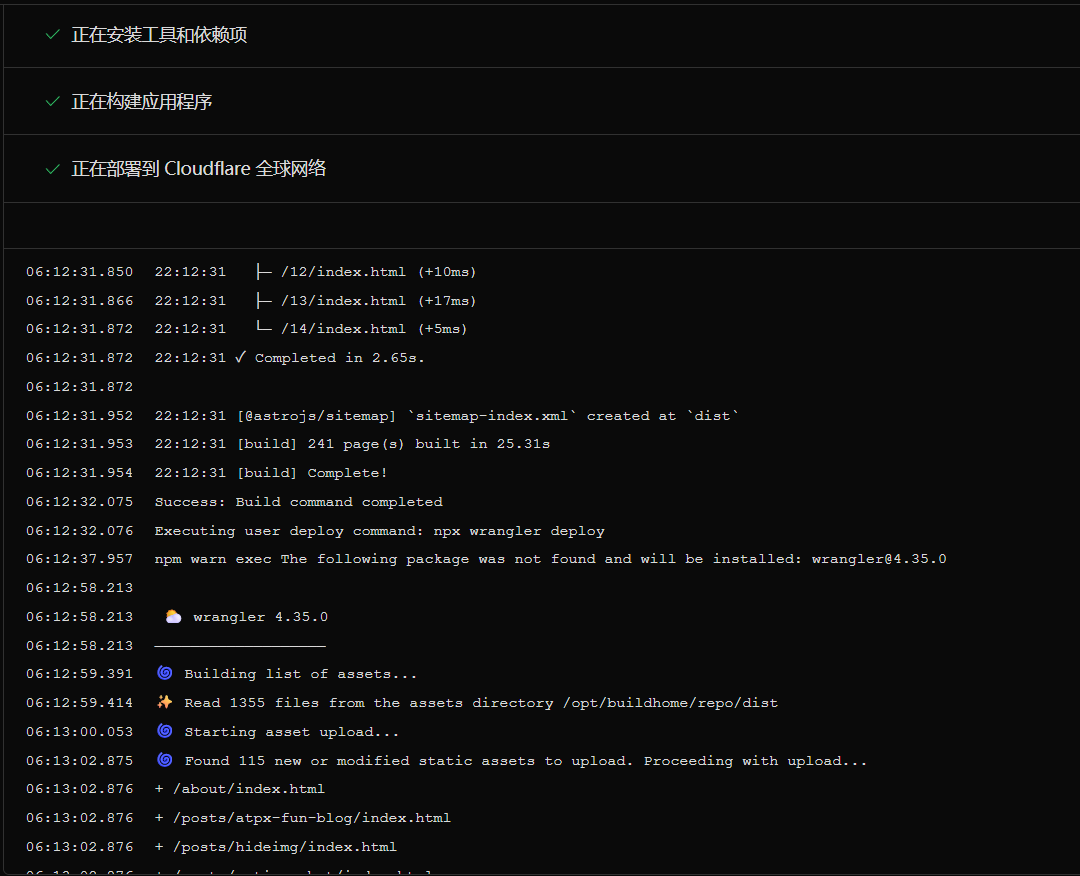 正在安装工具和依赖项
正在构建应用程序
正在部署到 Cloudflare 全球网络
06:12:31.850 22:12:31 ├─ /12/index.html (+10ms)
06:12:31.866 22:12:31 ├─ /13/index.html (+17ms)
06:12:31.872 22:12:31 └─ /14/index.html (+5ms)
06:12:31.872 22:12:31 ✓ Completed in 2.65s.
06:12:31.872
06:12:31.952 22:12:31 [@astrojs/sitemap] `sitemap-index.xml` created at `dist`
06:12:31.953 22:12:31 [build] 241 page(s) built in 25.31s
06:12:31.954 22:12:31 [build] Complete!
06:12:32.075 Success: Build command completed
06:12:32.076 Executing user deploy command: npx wrangler deploy
06:12:37.957 npm warn exec The following package was not found and will be installed: wrangler@4.35.0
06:12:58.213
06:12:58.213 ⛅️ wrangler 4.35.0
06:12:58.213 ───────────────────
06:12:59.391 🌀 Building list of assets...
06:12:59.414 ✨ Read 1355 files from the assets directory /opt/buildhome/repo/dist
06:13:00.053 🌀 Starting asset upload...
06:13:02.875 🌀 Found 115 new or modified static assets to upload. Proceeding with upload...
06:13:02.876 + /about/index.html
06:13:02.876 + /posts/atpx-fun-blog/index.html
06:13:02.876 + /posts/hideimg/index.html